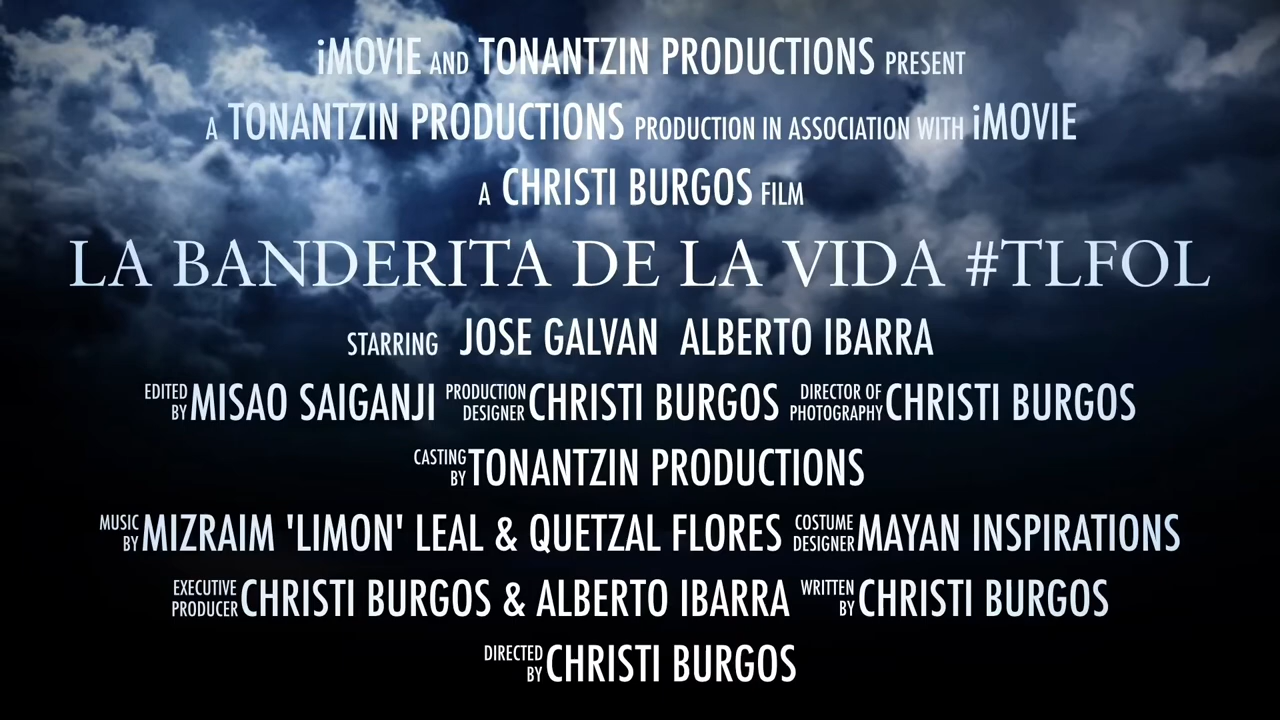 iMOVIE AND TONANTZIN PRODUCTIONS PRESENT
A TONANTZIN PRODUCTIONS PRODUCTION IN ASSOCIATION WITH iMOVIE
A CHRISTI BURGOS FILM
LA BANDERITA DE LA VIDA #TLFOL
STARRING JOSE GALVAN ALBERTO IBARRA
EDITED BY MISAO SAIGANJI PRODUCTION DESIGNER CHRISTI BURGOS DIRECTOR OF PHOTOGRAPHY CHRISTI BURGOS
CASTING BY TONANTZIN PRODUCTIONS
MUSIC BY MIZRAIM 'LIMON' LEAL & QUETZAL FLORES COSTUME DESIGNER MAYAN INSPIRATIONS
EXECUTIVE PRODUCER CHRISTI BURGOS & ALBERTO IBARRA WRITTEN BY CHRISTI BURGOS
DIRECTED BY CHRISTI BURGOS